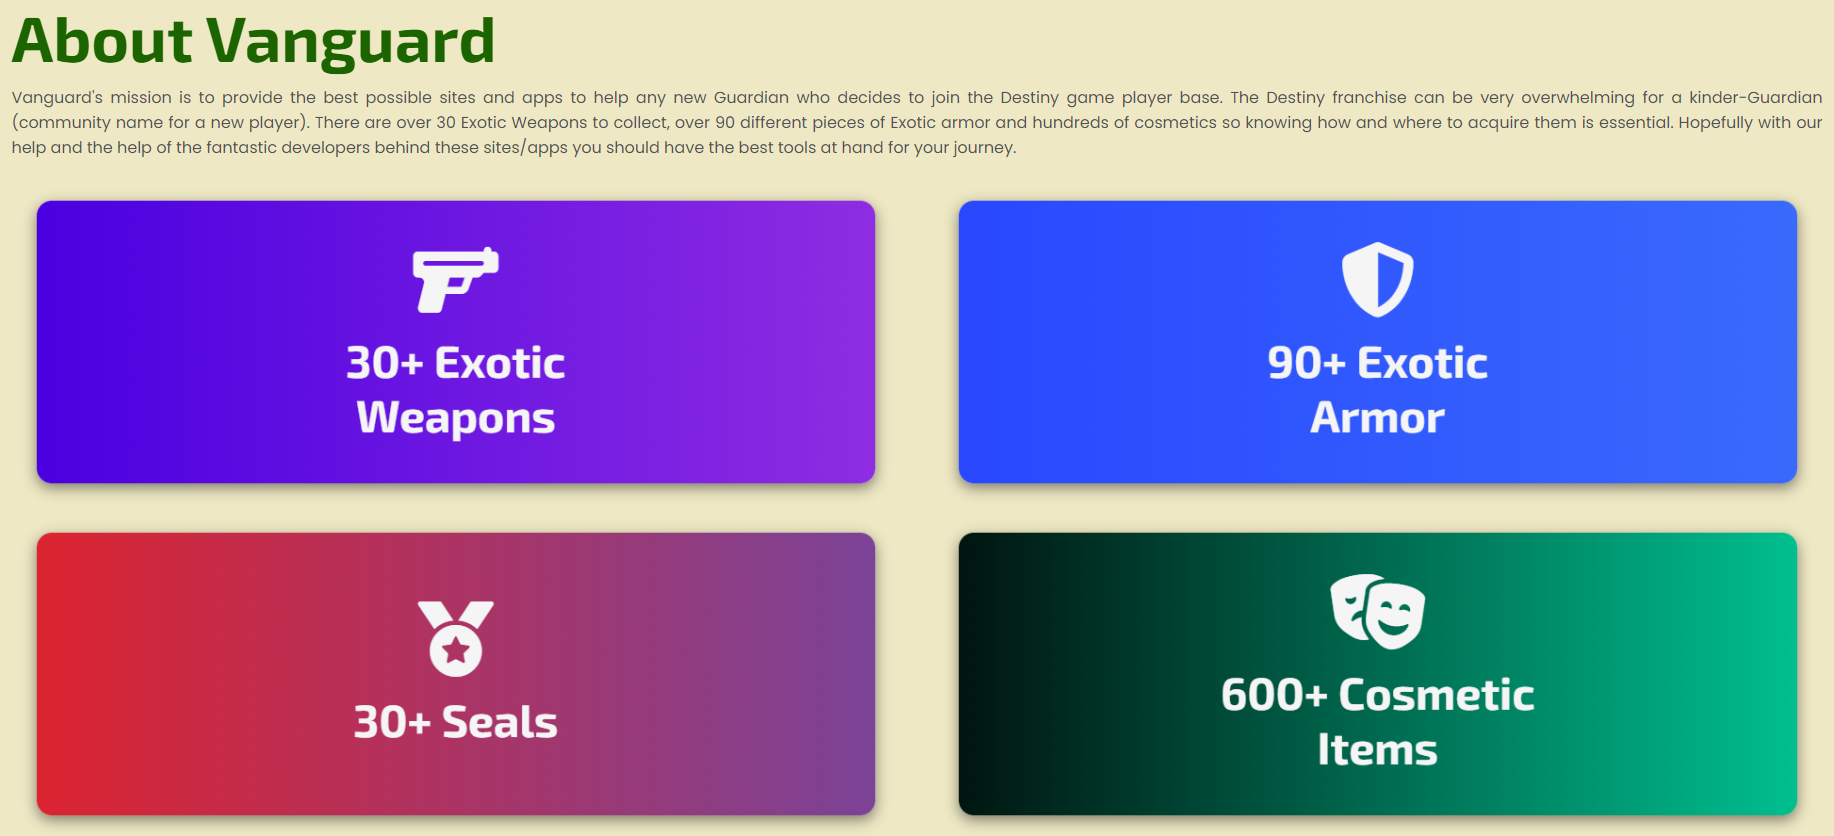 About Vanguard
Vanguard's mission is to provide the best possible sites and apps to help any new Guardian who decides to join the Destiny game player base. The Destiny franchise can be very overwhelming for a kinder-Guardian
(community name for a new player). There are over 30 Exotic Weapons to collect, over 90 different pieces of Exotic armor and hundreds of cosmetics so knowing how and where to acquire them is essential. Hopefully with our
help and the help of the fantastic developers behind these sites/apps you should have the best tools at hand for your journey.
30+ Exotic
Weapons
90+ Exotic
Armor
30+ Seals
600+ Cosmetic
Items